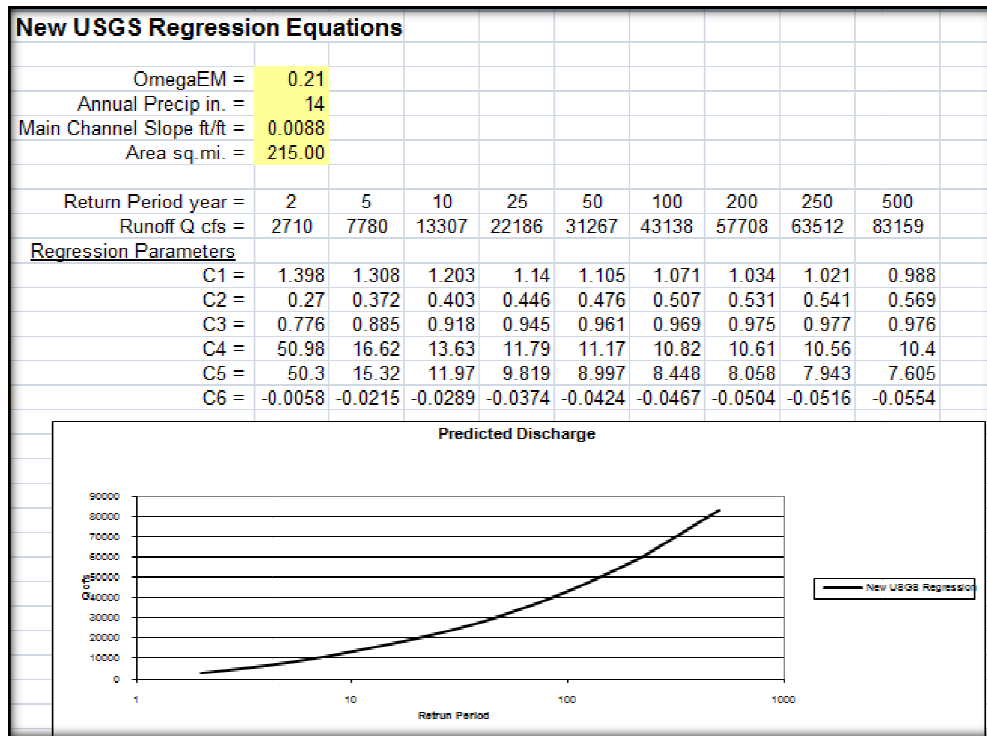 New USGS Regression Equations
OmegaEM = 0.21
Annual Precip in. = 14
Main Channel Slope ft/ft = 0.0088
Area sq.mi. = 215.00
Return Period year = 2 5 10 25 50 100 200 250 500
Runoff Q cfs = 2710 7780 13307 22186 31267 43138 57708 63512 83159
Regression Parameters
C1 = 1.398 1.308 1.203 1.14 1.105 1.071 1.034 1.021 0.988
C2 = 0.27 0.372 0.403 0.446 0.476 0.507 0.531 0.541 0.569
C3 = 0.776 0.885 0.918 0.945 0.961 0.969 0.975 0.977 0.976
C4 = 50.98 16.62 13.63 11.79 11.17 10.82 10.61 10.56 10.4
C5 = 50.3 15.32 11.97 9.819 8.997 8.448 8.058 7.943 7.605
C6 = -0.0058 -0.0215 -0.0289 -0.0374 -0.0424 -0.0467 -0.0504 -0.0516 -0.0554
Predicted Discharge
90000
80000
70000
60000
50000
40000
30000
20000
10000
0
Q cfs
1 10 100 1000
Retrun Period
New USGS Regression